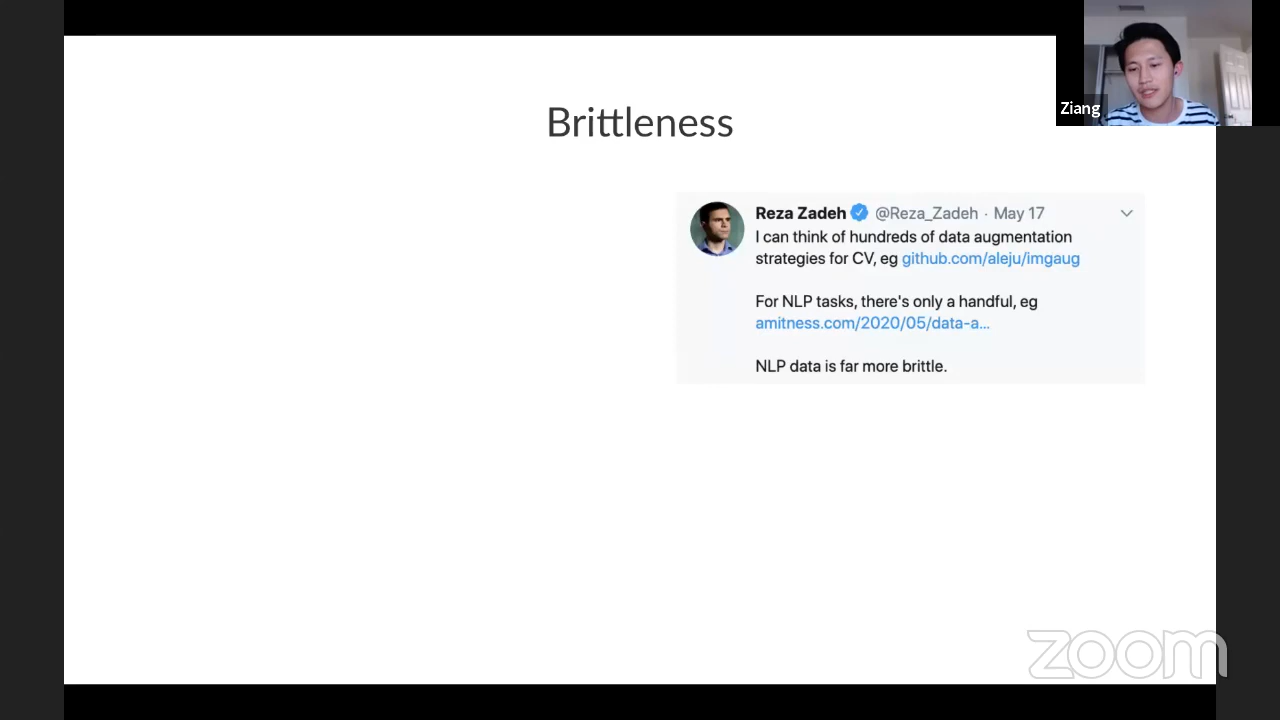 Ziang
Brittleness
Reza Zadeh @Reza_Zadeh · May 17
I can think of hundreds of data augmentation
strategies for CV, eg github.com/aleju/imgaug
For NLP tasks, there's only a handful, eg
amitness.com/2020/05/data-a...
NLP data is far more brittle.
zoom